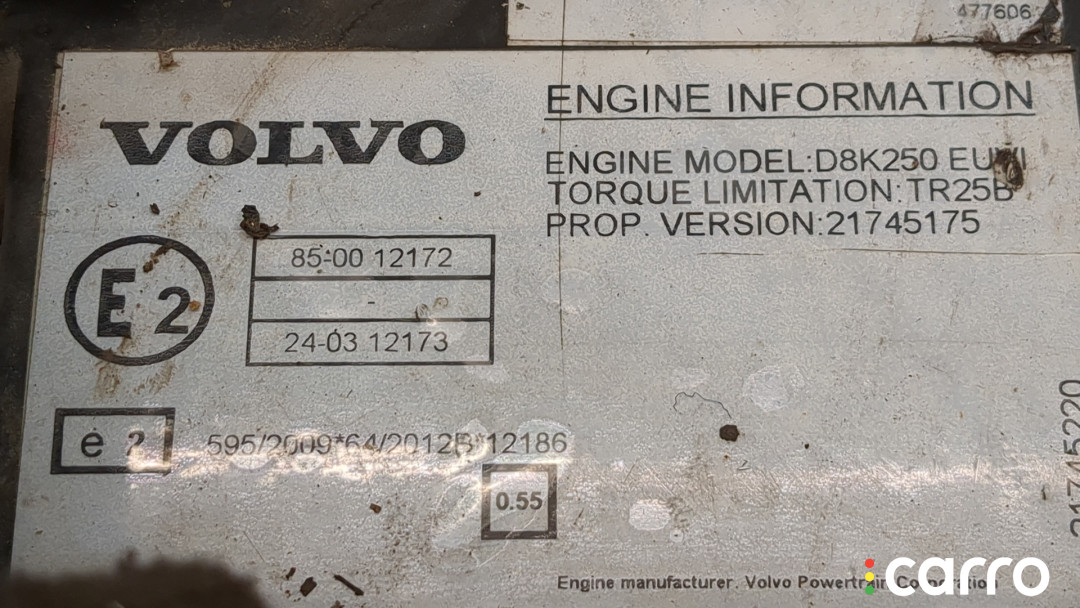 477606
VOLVO
ENGINE INFORMATION
ENGINE MODEL:D8K250 EUVI
TORQUE LIMITATION:TR25B
PROP. VERSION:21745175
E2
85-00 12172
-
24-03 12173
e 2
595/2009*64/2012B*12186
0.55
21745220
Engine manufacturer. Volvo Powertrain Corporation
carro